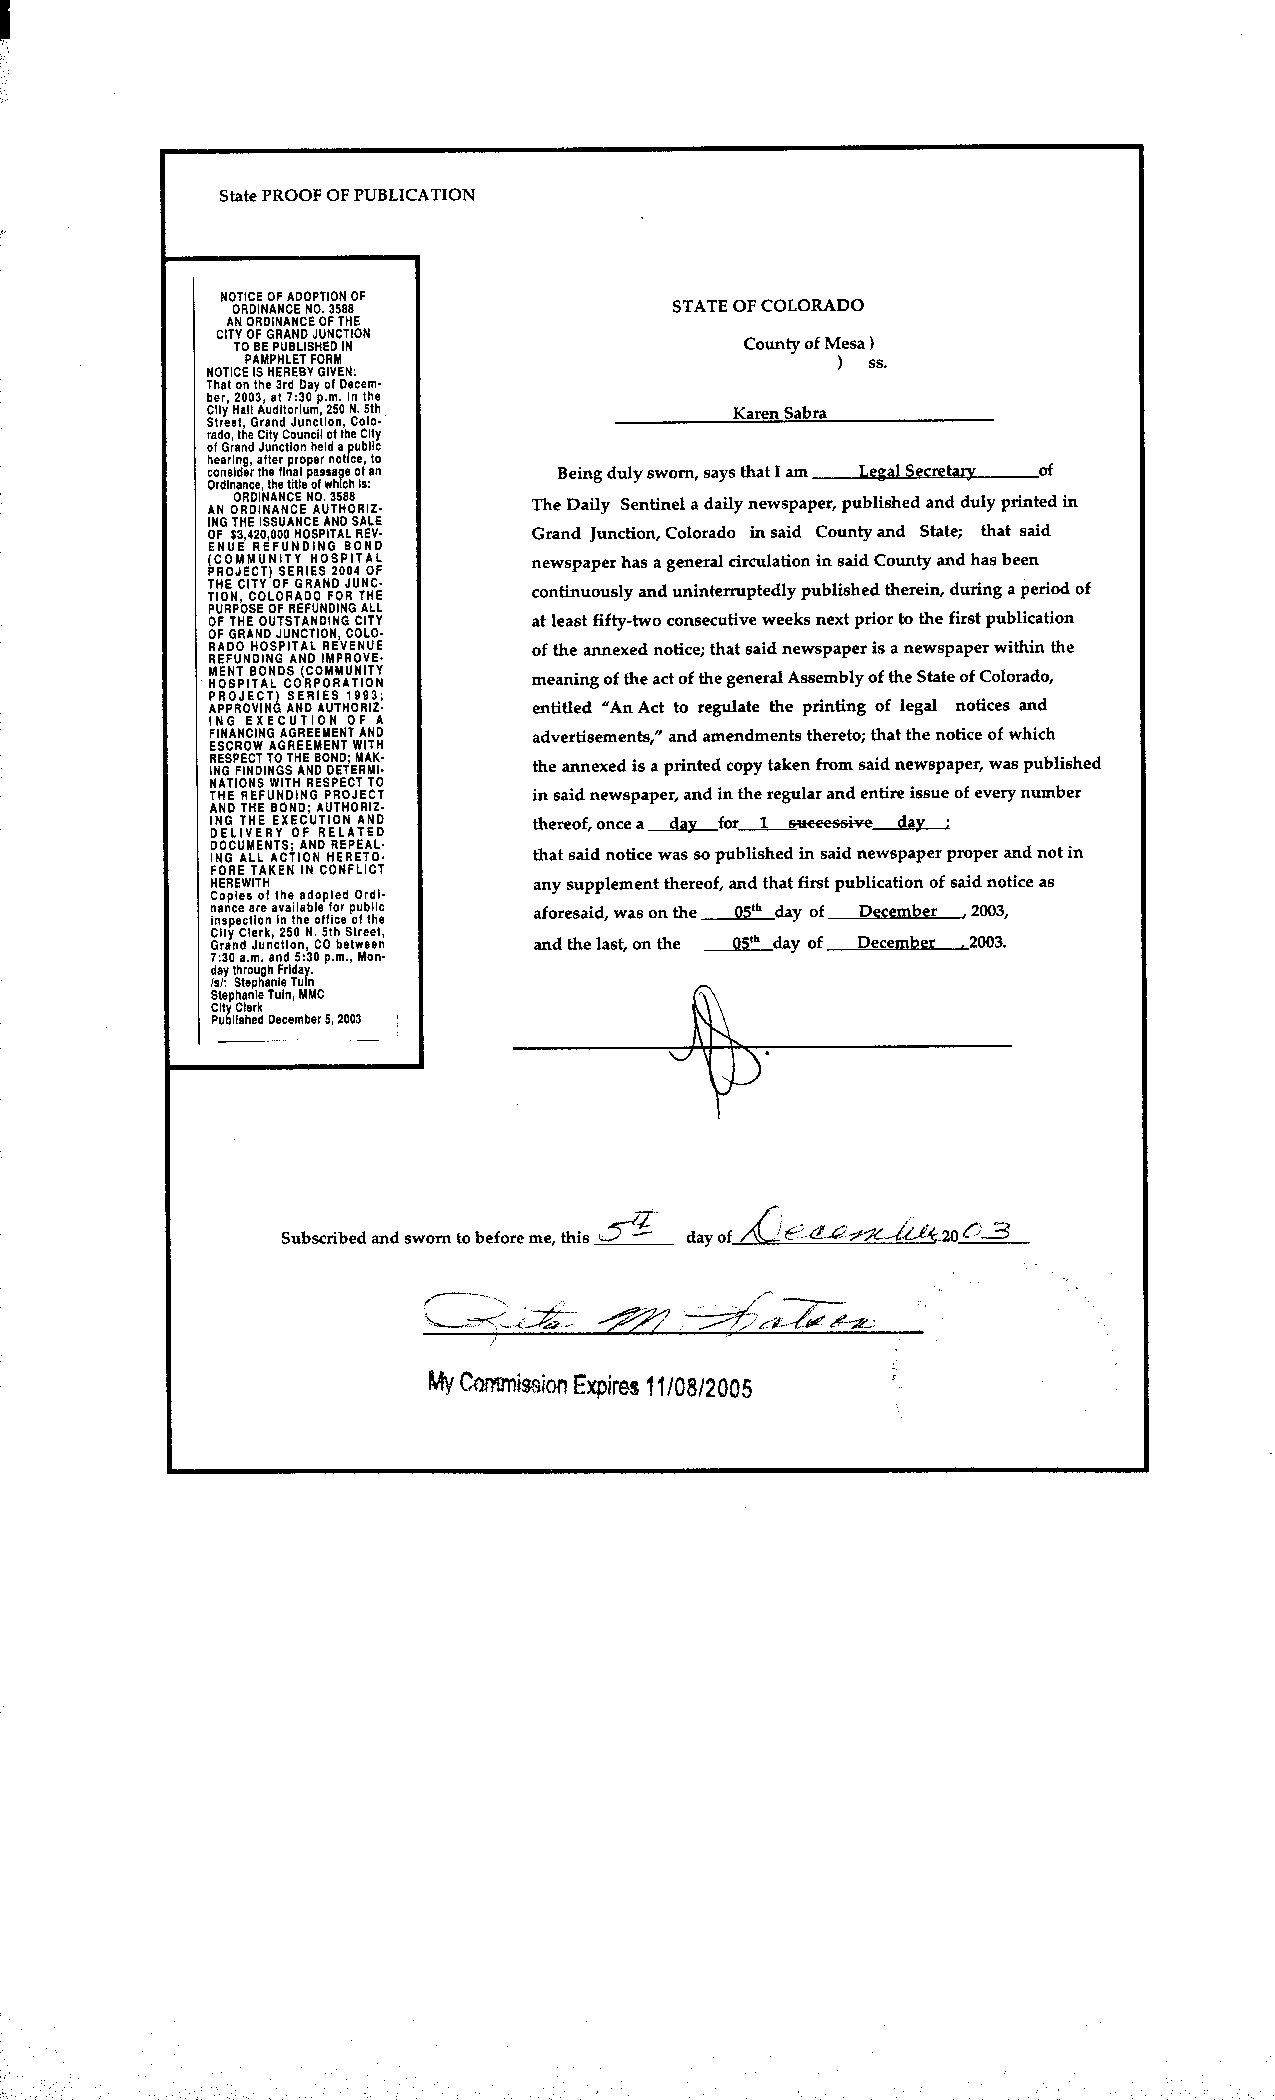 State PROOF OF PUBLICATION
NOTICE OF ADOPTION OF
ORDINANCE NO. 3588
AN ORDINANCE OF THE
CITY OF GRAND JUNCTION
TO BE PUBLISHED IN
PAMPHLET FORM
NOTICE IS HEREBY GIVEN:
That on the 3rd Day of Decem-
ber, 2003, at 7:30 p.m. in the
City Hall Auditorium, 250 N. 5th
Street, Grand Junction, Colo-
rado, the City Council of the City
of Grand Junction held a public
hearing, after proper notice, to
consider the final passage of an
Ordinance, the title of which is:
ORDINANCE NO. 3588
AN ORDINANCE AUTHORIZ-
ING THE ISSUANCE AND SALE
OF $3,420,000 HOSPITAL REV-
ENUE REFUNDING BOND
(COMMUNITY HOSPITAL
PROJECT) SERIES 2004 OF
THE CITY OF GRAND JUNC-
TION, COLORADO FOR THE
PURPOSE OF REFUNDING ALL
OF THE OUTSTANDING CITY
OF GRAND JUNCTION, COLO-
RADO HOSPITAL REVENUE
REFUNDING AND IMPROVE-
MENT BONDS (COMMUNITY
HOSPITAL CORPORATION
PROJECT) SERIES 1993;
APPROVING AND AUTHORIZ-
ING EXECUTION OF A
FINANCING AGREEMENT AND
ESCROW AGREEMENT WITH
RESPECT TO THE BOND; MAK-
ING FINDINGS AND DETERMI-
NATIONS WITH RESPECT TO
THE REFUNDING PROJECT
AND THE BOND; AUTHORIZ-
ING THE EXECUTION AND
DELIVERY OF RELATED
DOCUMENTS; AND REPEAL-
ING ALL ACTION HERETO-
FORE TAKEN IN CONFLICT
HEREWITH
Copies of the adopted Ordi-
nance are available for public
inspection in the office of the
City Clerk, 250 N. 5th Street,
Grand Junction, CO between
7:30 a.m. and 5:30 p.m., Mon-
day through Friday.
/s/: Stephanie Tuin
Stephanie Tuin, MMC
City Clerk
Published December 5, 2003
STATE OF COLORADO
County of Mesa )
) ss.
Karen Sabra
Being duly sworn, says that I am Legal Secretary of
The Daily Sentinel a daily newspaper, published and duly printed in
Grand Junction, Colorado in said County and State; that said
newspaper has a general circulation in said County and has been
continuously and uninterruptedly published therein, during a period of
at least fifty-two consecutive weeks next prior to the first publication
of the annexed notice; that said newspaper is a newspaper within the
meaning of the act of the general Assembly of the State of Colorado,
entitled "An Act to regulate the printing of legal notices and
advertisements," and amendments thereto; that the notice of which
the annexed is a printed copy taken from said newspaper, was published
in said newspaper, and in the regular and entire issue of every number
thereof, once a day for 1 successive day ;
that said notice was so published in said newspaper proper and not in
any supplement thereof, and that first publication of said notice as
aforesaid, was on the 05th day of December , 2003,
and the last, on the 05th day of December , 2003.
Subscribed and sworn to before me, this 5th day of December 2003
Rita M Watson
My Commission Expires 11/08/2005